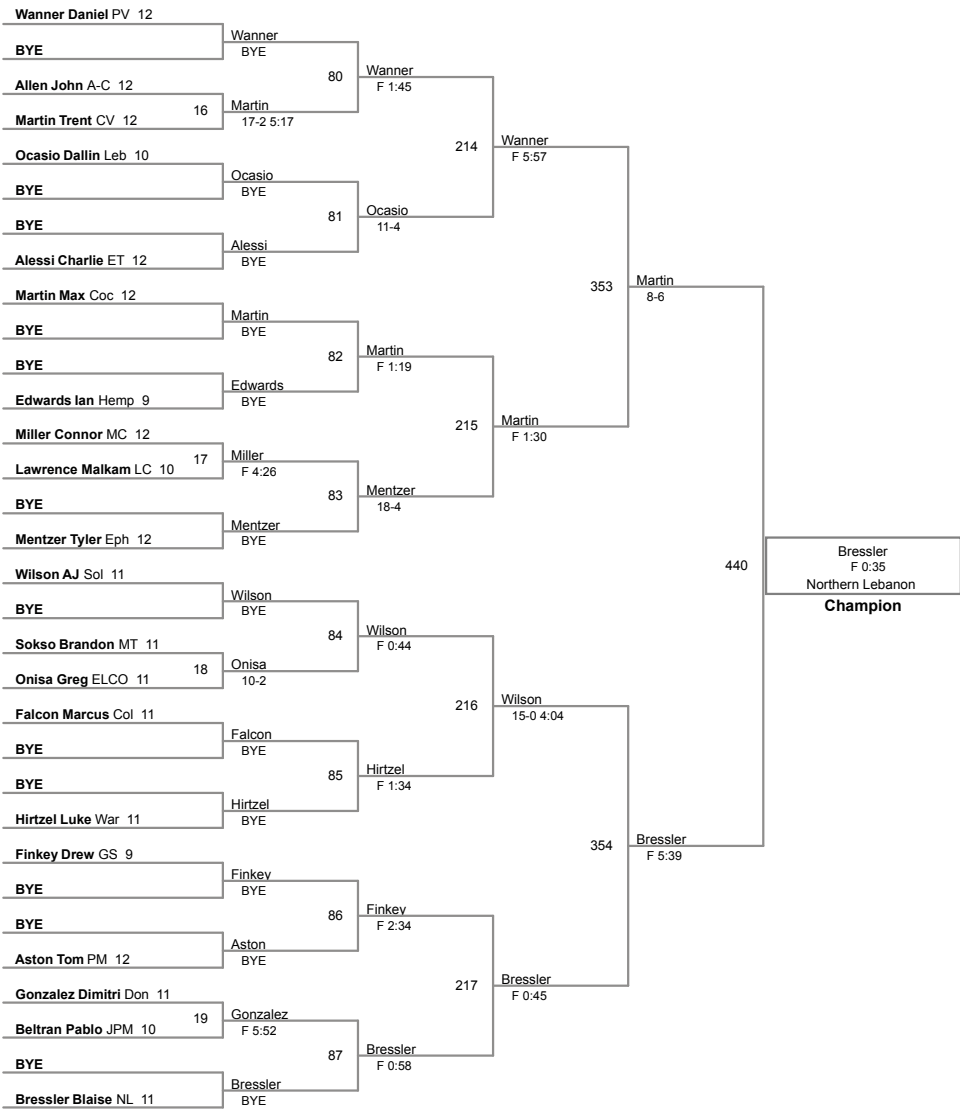 Wanner Daniel PV 12
BYE
Allen John A-C 12
16
Martin Trent CV 12
Ocasio Dallin Leb 10
BYE
BYE
Alessi Charlie ET 12
Martin Max Coc 12
BYE
BYE
Edwards Ian Hemp 9
Miller Connor MC 12
17
Lawrence Malkam LC 10
BYE
Mentzer Tyler Eph 12
Wilson AJ Sol 11
BYE
Sokso Brandon MT 11
18
Onisa Greg ELCO 11
Falcon Marcus Col 11
BYE
BYE
Hirtzel Luke War 11
Finkey Drew GS 9
BYE
BYE
Aston Tom PM 12
Gonzalez Dimitri Don 11
19
Beltran Pablo JPM 10
BYE
Bressler Blaise NL 11
Wanner
BYE
80
Martin
17-2 5:17
Ocasio
BYE
81
Alessi
BYE
Martin
BYE
82
Edwards
BYE
Miller
F 4:26
83
Mentzer
BYE
Wilson
BYE
84
Onisa
10-2
Falcon
BYE
85
Hirtzel
BYE
Finkey
BYE
86
Aston
BYE
Gonzalez
F 5:52
87
Bressler
BYE
Wanner
F 1:45
214
Ocasio
11-4
Martin
F 1:19
215
Mentzer
18-4
Wilson
F 0:44
216
Hirtzel
F 1:34
Finkey
F 2:34
217
Bressler
F 0:58
Wanner
F 5:57
353
Martin
F 1:30
Wilson
15-0 4:04
354
Bressler
F 0:45
Martin
8-6
440
Bressler
F 5:39
Bressler
F 0:35
Northern Lebanon
Champion